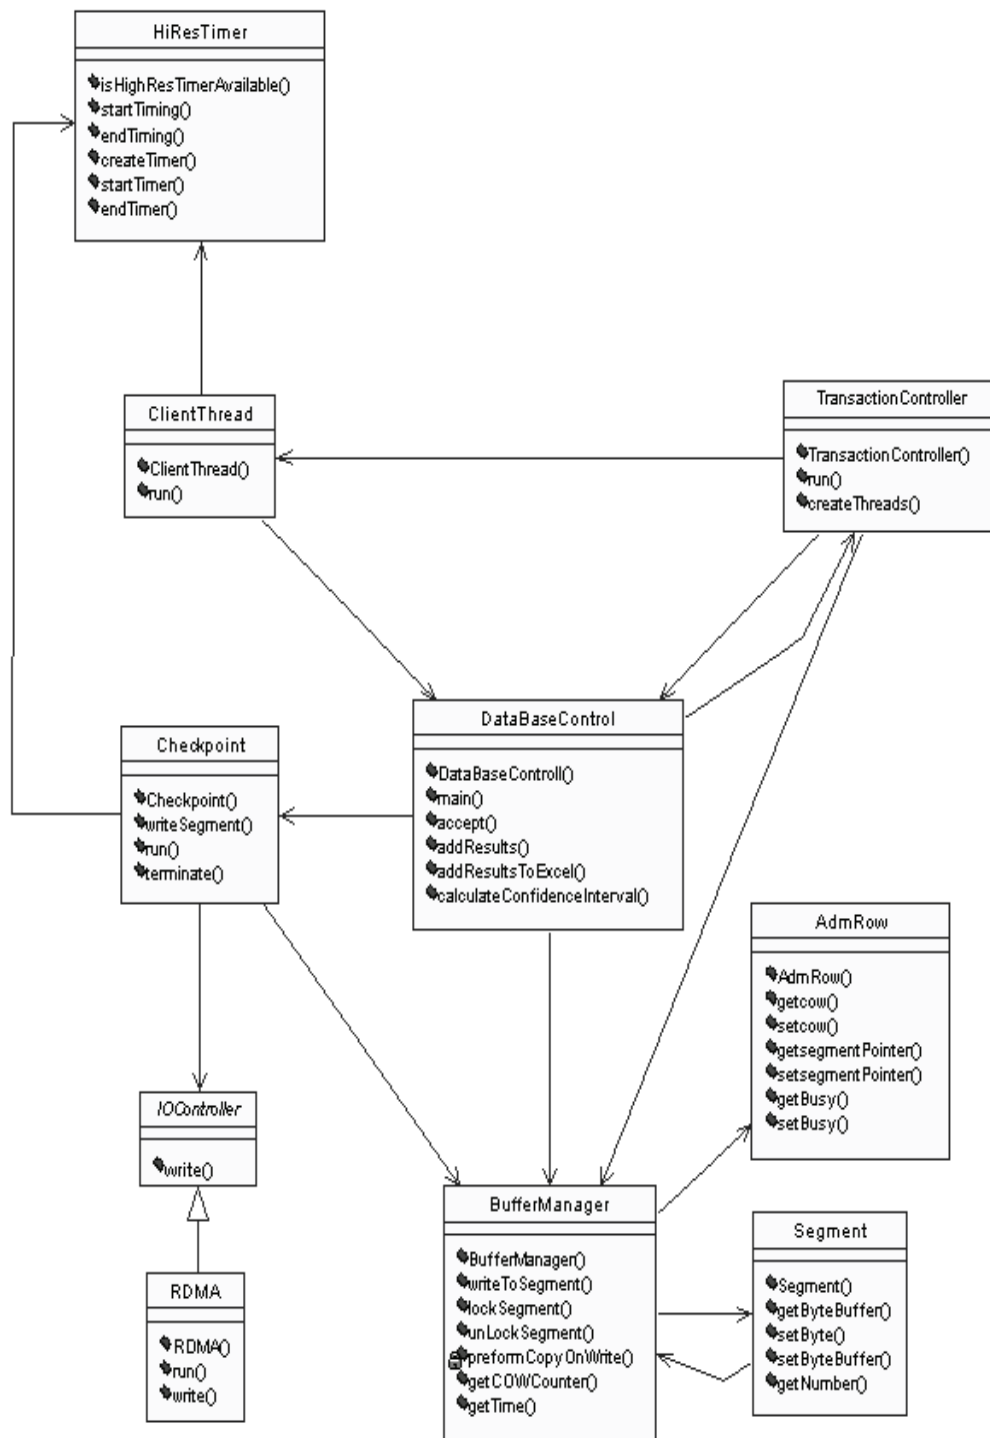 HiResTimer
isHighResTimerAvailable()
startTiming()
endTiming()
createTimer()
startTimer()
endTimer()
ClientThread
ClientThread()
run()
TransactionController
TransactionController()
run()
createThreads()
DataBaseControl
DataBaseControll()
main()
accept()
addResults()
addResultsToExcel()
calculateConfidenceInterval()
Checkpoint
Checkpoint()
writeSegment()
run()
terminate()
AdmRow
AdmRow()
getcow()
setcow()
getsegmentPointer()
setsegmentPointer()
getBusy()
setBusy()
IOController
write()
BufferManager
BufferManager()
writeToSegment()
lockSegment()
unLockSegment()
preformCopyOnWrite()
getCOWCounter()
getTime()
Segment
Segment()
getByteBuffer()
setByte()
setByteBuffer()
getNumber()
RDMA
RDMA()
run()
write()